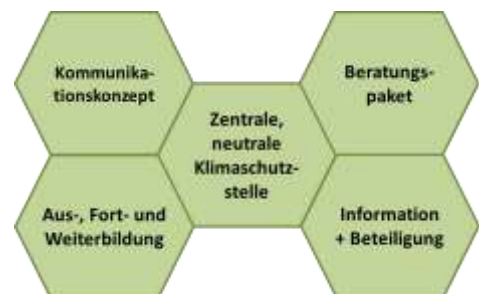 Kommunika-
tionskonzept
Beratungs-
paket
Zentrale,
neutrale
Klimaschutz-
stelle
Aus-, Fort- und
Weiterbildung
Information
+ Beteiligung